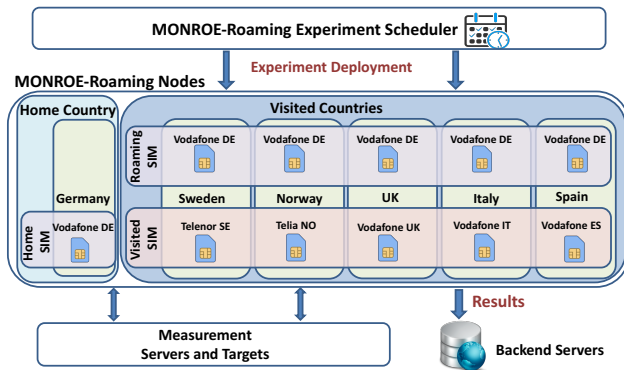 MONROE-Roaming Experiment Scheduler
Experiment Deployment
MONROE-Roaming Nodes
Home Country
Visited Countries
Roaming
SIM
Vodafone DE
Vodafone DE
Vodafone DE
Vodafone DE
Vodafone DE
Germany
Sweden
Norway
UK
Italy
Spain
Home
SIM
Vodafone DE
Visited
SIM
Telenor SE
Telia NO
Vodafone UK
Vodafone IT
Vodafone ES
Results
Measurement
Servers and Targets
Backend Servers